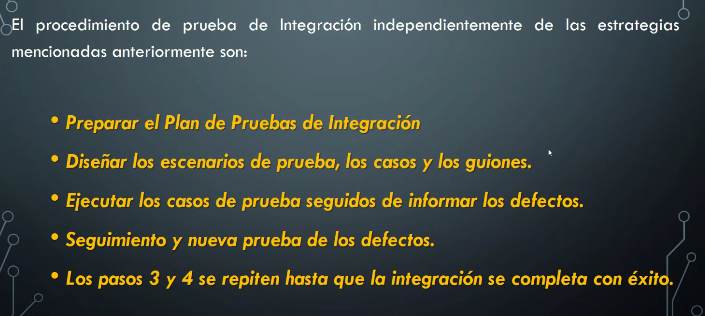 El procedimiento de prueba de Integración independientemente de las estrategias
mencionadas anteriormente son:
• Preparar el Plan de Pruebas de Integración
• Diseñar los escenarios de prueba, los casos y los guiones.
• Ejecutar los casos de prueba seguidos de informar los defectos.
• Seguimiento y nueva prueba de los defectos.
• Los pasos 3 y 4 se repiten hasta que la integración se completa con éxito.